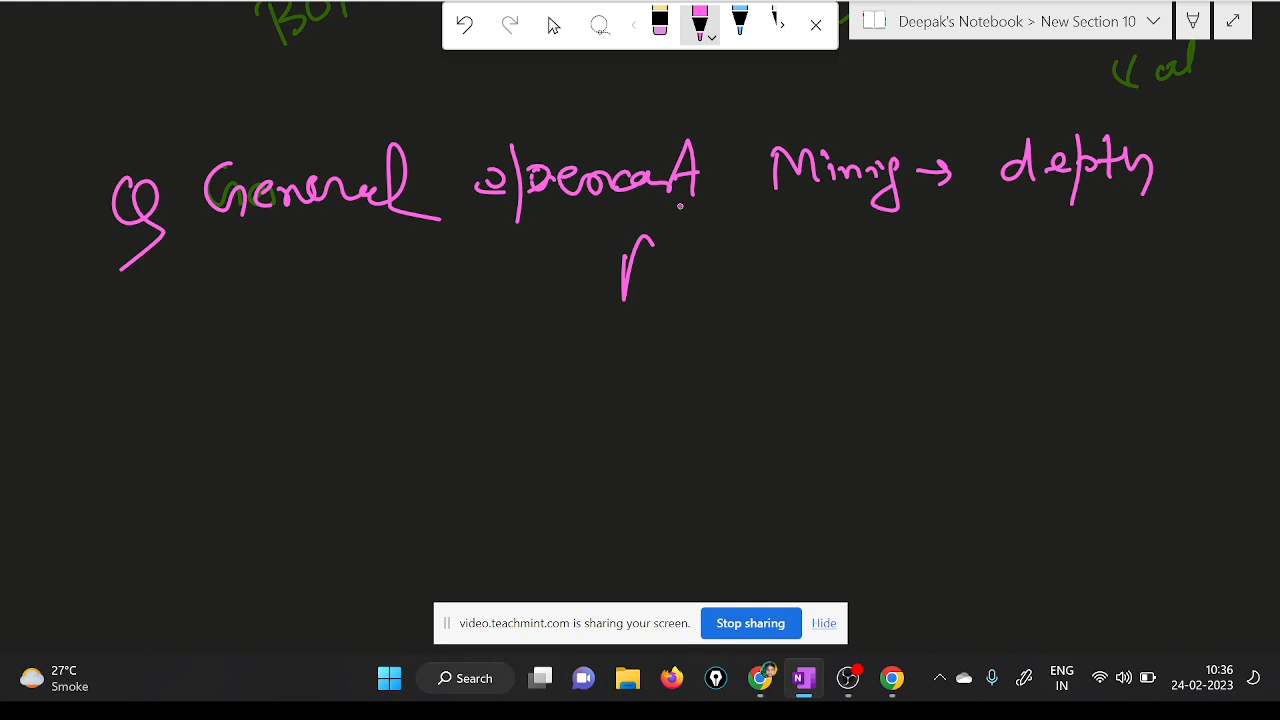 Deepak's Notebook > New Section 10
Q General opencast Mining → depth
r
video.teachmint.com is sharing your screen. Stop sharing Hide
27°C
Smoke
Search
ENG
IN
10:36
24-02-2023